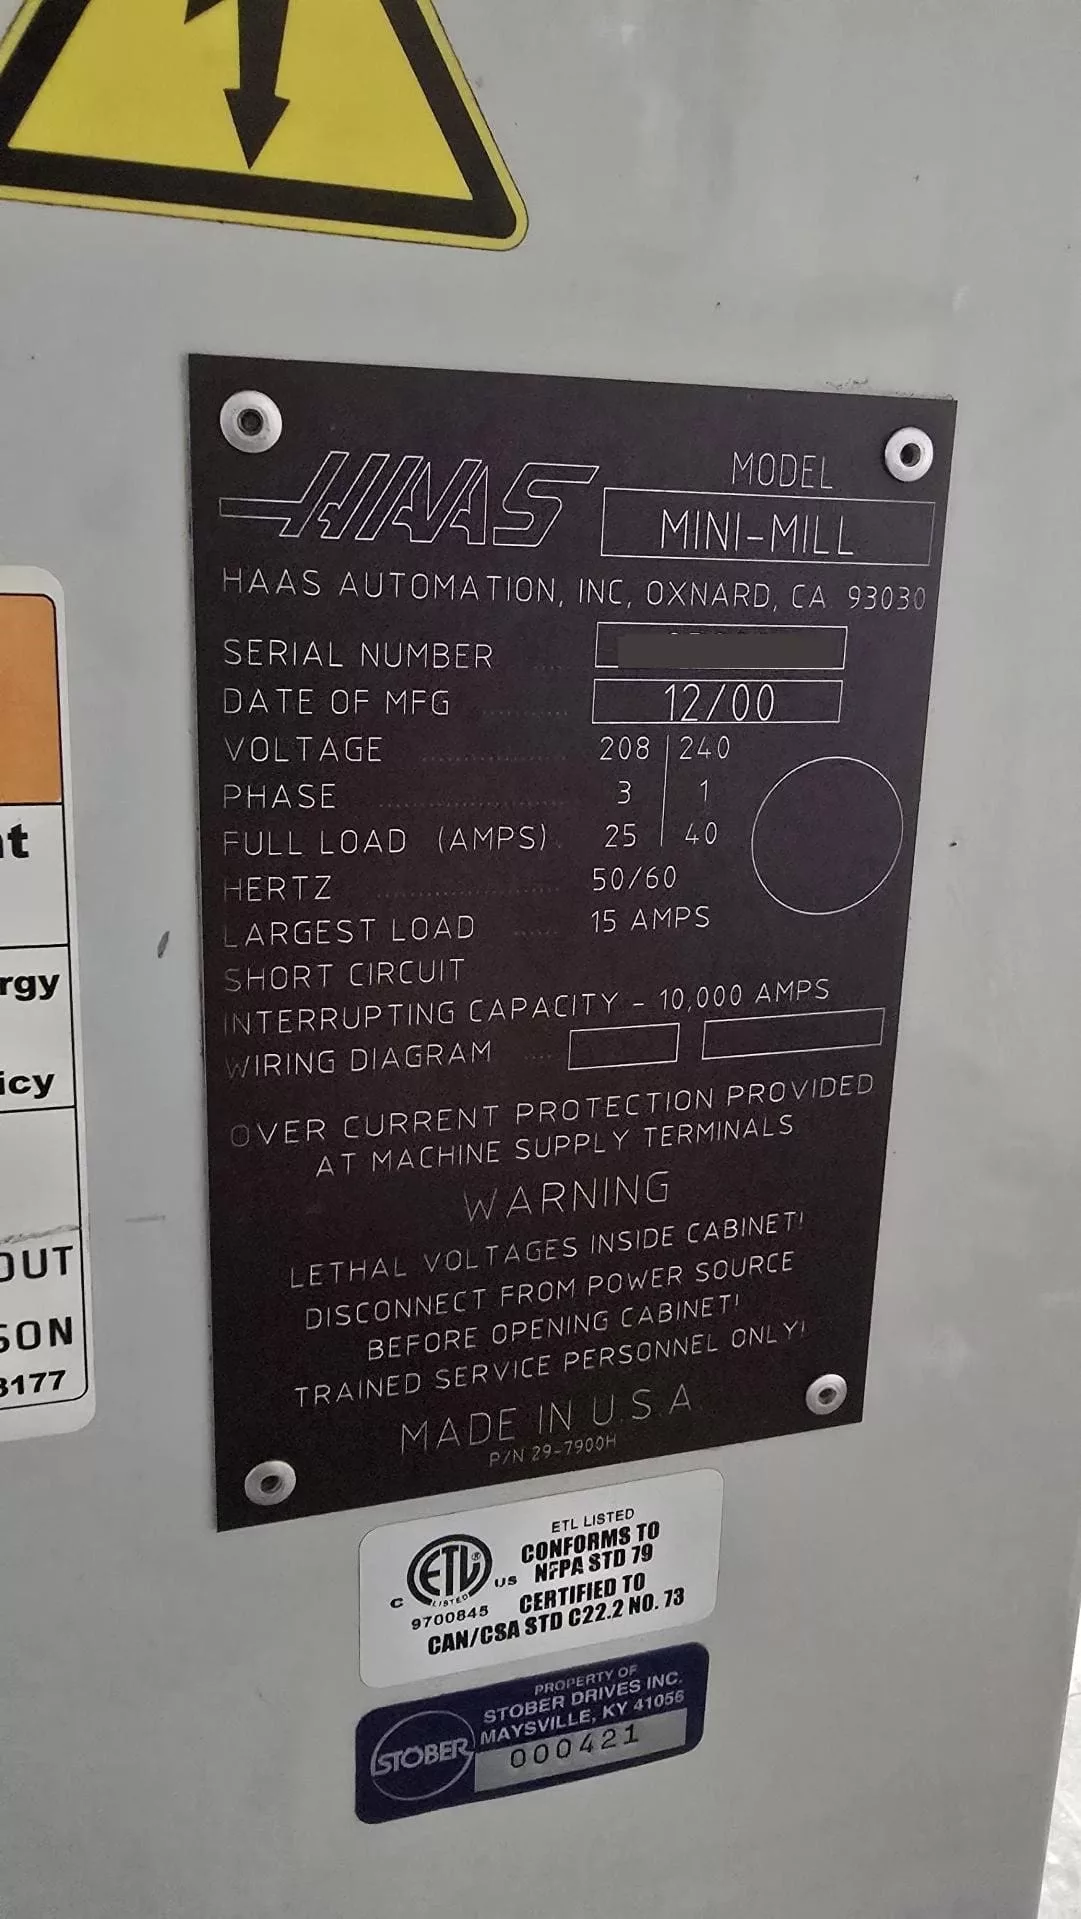 HAAS
MODEL
MINI-MILL
HAAS AUTOMATION, INC, OXNARD, CA 93030
SERIAL NUMBER
DATE OF MFG 12/00
VOLTAGE 208 240
PHASE 3 1
FULL LOAD (AMPS) 25 40
HERTZ 50/60
LARGEST LOAD 15 AMPS
SHORT CIRCUIT
INTERRUPTING CAPACITY - 10,000 AMPS
WIRING DIAGRAM
OVER CURRENT PROTECTION PROVIDED
AT MACHINE SUPPLY TERMINALS
WARNING
LETHAL VOLTAGES INSIDE CABINET!
DISCONNECT FROM POWER SOURCE
BEFORE OPENING CABINET!
TRAINED SERVICE PERSONNEL ONLY!
MADE IN U.S.A.
P/N 29-7900H
ETL LISTED
CONFORMS TO
NFPA STD 79
CERTIFIED TO
CAN/CSA STD C22.2 NO. 73
C ETL LISTED US
9700845
PROPERTY OF
STOBER DRIVES INC.
MAYSVILLE, KY 41056
STOBER
000421
rgy
icy
OUT
SON
3177